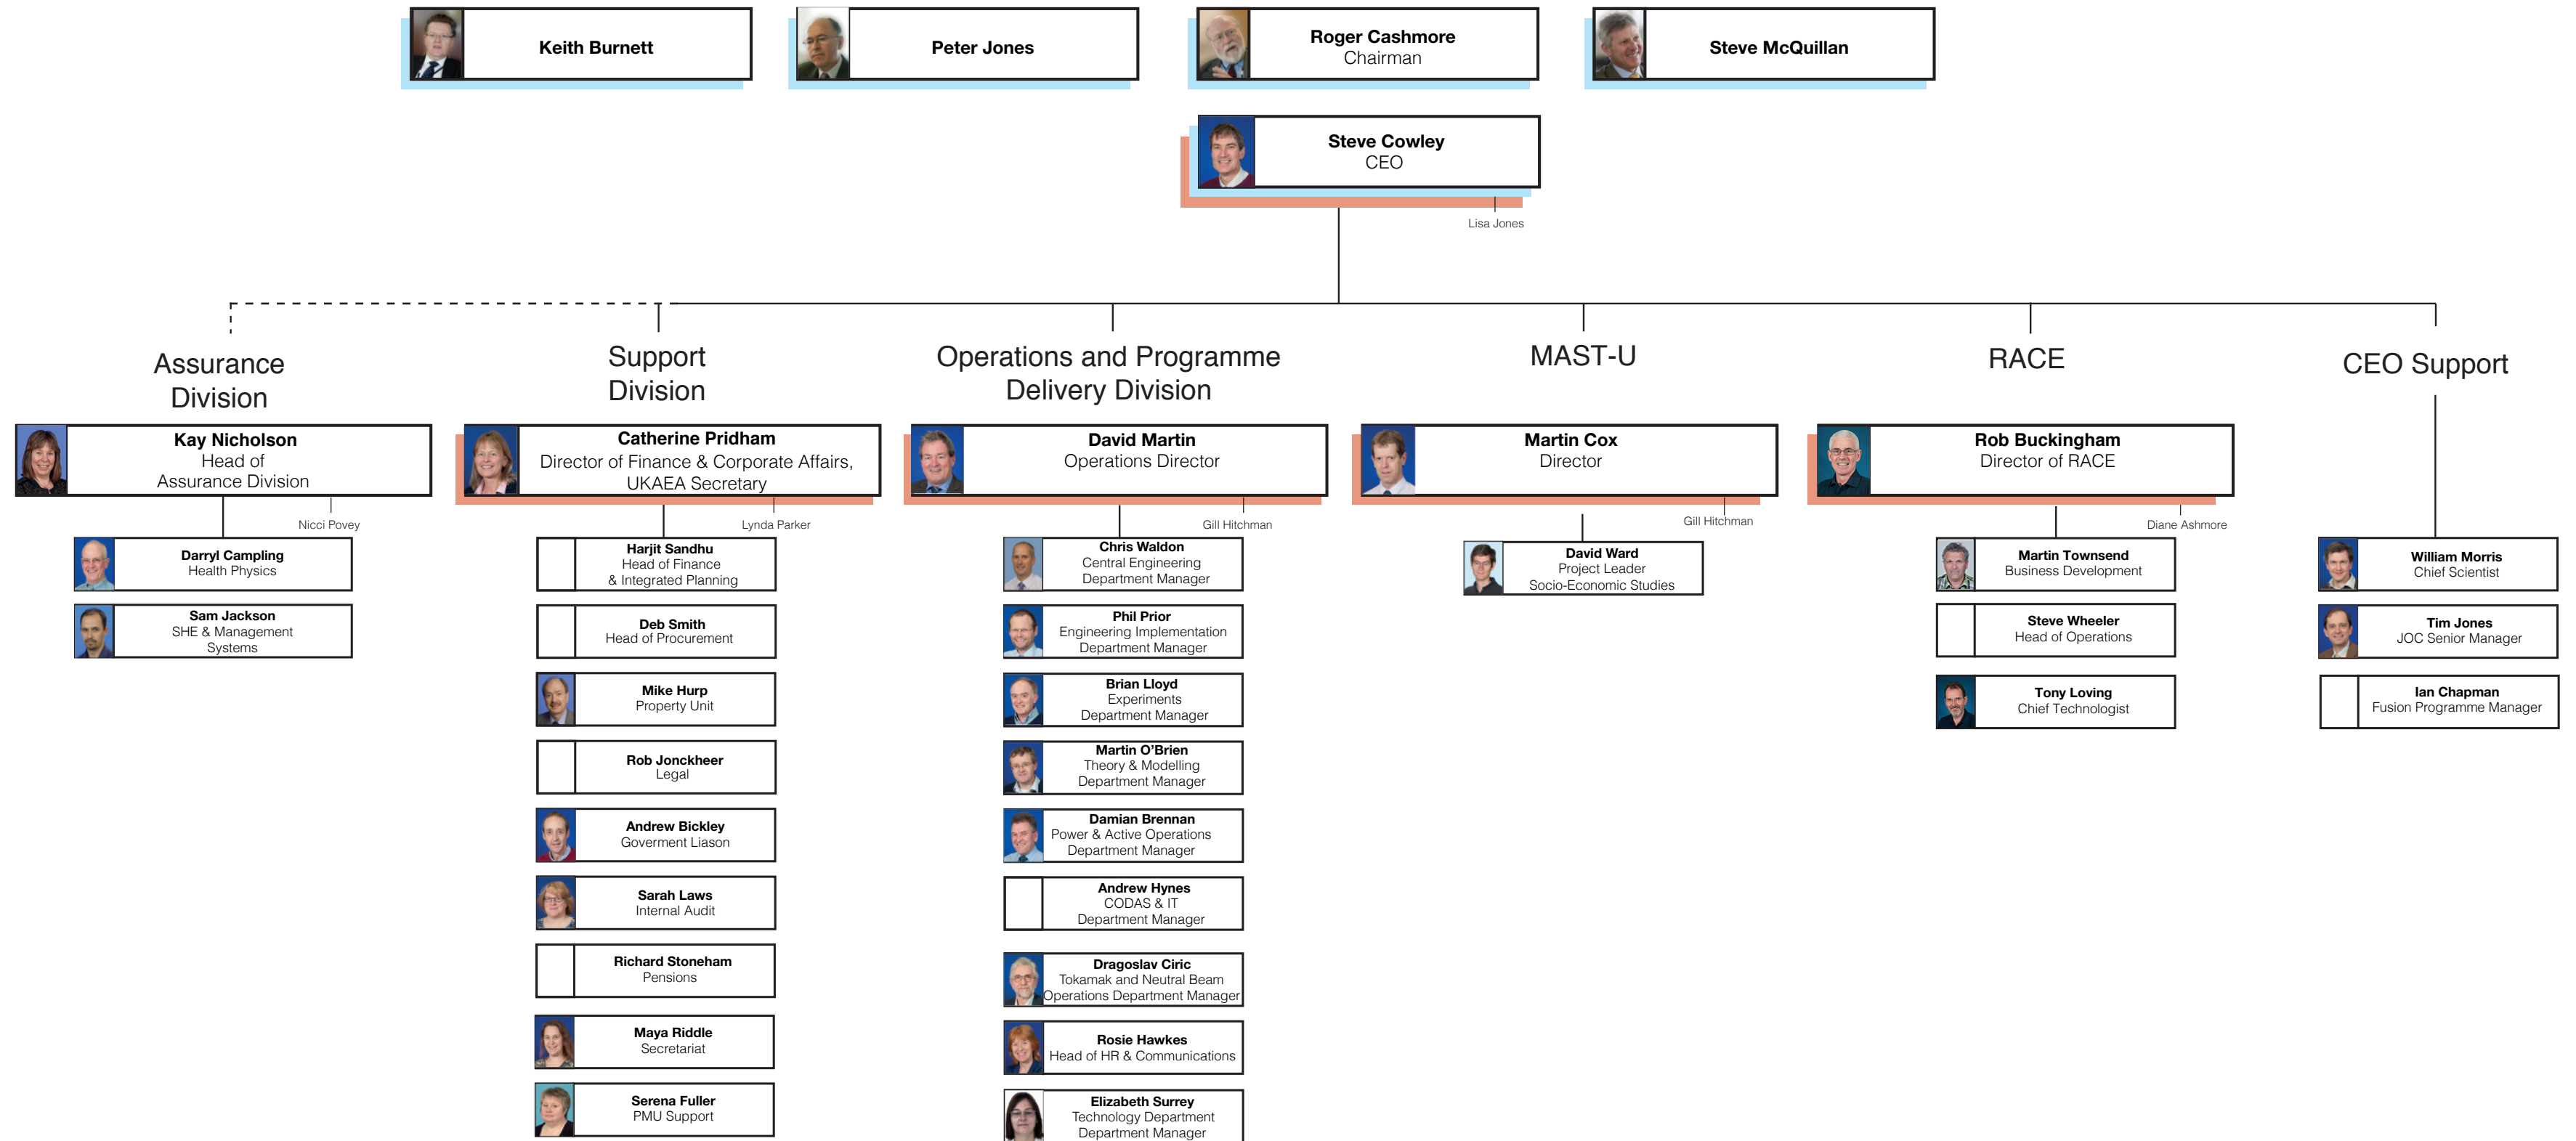 Keith Burnett
Peter Jones
Roger Cashmore
Chairman
Steve McQuillan
Steve Cowley
CEO
Lisa Jones
Assurance
Division
Kay Nicholson
Head of
Assurance Division
Nicci Povey
Darryl Campling
Health Physics
Sam Jackson
SHE & Management
Systems
Support
Division
Catherine Pridham
Director of Finance & Corporate Affairs,
UKAEA Secretary
Lynda Parker
Harjit Sandhu
Head of Finance
& Integrated Planning
Deb Smith
Head of Procurement
Mike Hurp
Property Unit
Rob Jonckheer
Legal
Andrew Bickley
Goverment Liason
Sarah Laws
Internal Audit
Richard Stoneham
Pensions
Maya Riddle
Secretariat
Serena Fuller
PMU Support
Operations and Programme
Delivery Division
David Martin
Operations Director
Gill Hitchman
Chris Waldon
Central Engineering
Department Manager
Phil Prior
Engineering Implementation
Department Manager
Brian Lloyd
Experiments
Department Manager
Martin O’Brien
Theory & Modelling
Department Manager
Damian Brennan
Power & Active Operations
Department Manager
Andrew Hynes
CODAS & IT
Department Manager
Dragoslav Ciric
Tokamak and Neutral Beam
Operations Department Manager
Rosie Hawkes
Head of HR & Communications
Elizabeth Surrey
Technology Department
Department Manager
MAST-U
Martin Cox
Director
Gill Hitchman
David Ward
Project Leader
Socio-Economic Studies
RACE
Rob Buckingham
Director of RACE
Diane Ashmore
Martin Townsend
Business Development
Steve Wheeler
Head of Operations
Tony Loving
Chief Technologist
CEO Support
William Morris
Chief Scientist
Tim Jones
JOC Senior Manager
Ian Chapman
Fusion Programme Manager